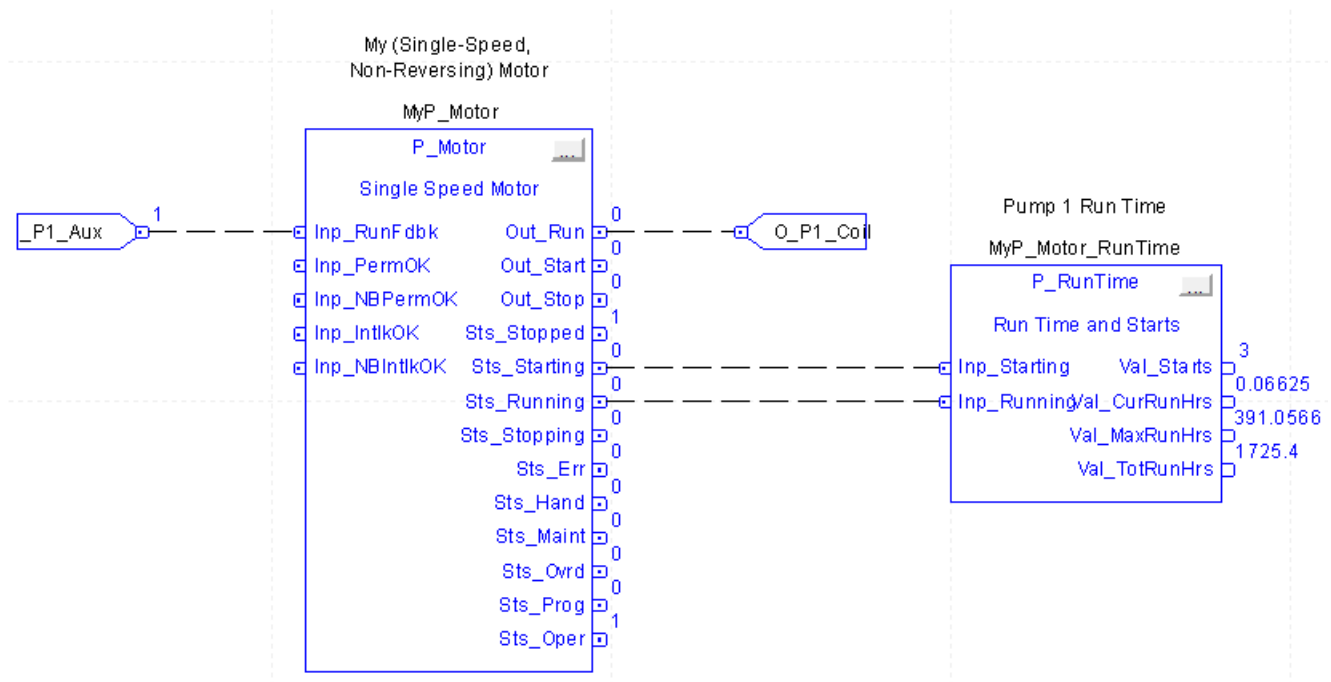 My (Single-Speed,
Non-Reversing) Motor
MyP_Motor
P_Motor
...
Single Speed Motor
_P1_Aux
1
Inp_RunFdbk
Out_Run
0
O_P1_Coil
Inp_PermOK
Out_Start
0
Inp_NBPermOK
Out_Stop
0
Inp_IntlkOK
Sts_Stopped
1
Inp_NBIntlkOK
Sts_Starting
0
Sts_Running
0
Sts_Stopping
0
Sts_Err
0
Sts_Hand
0
Sts_Maint
0
Sts_Ovrd
0
Sts_Prog
0
Sts_Oper
1
Pump 1 Run Time
MyP_Motor_RunTime
P_RunTime
...
Run Time and Starts
Inp_Starting
Val_Starts
3
Inp_Running
Val_CurRunHrs
0.06625
Val_MaxRunHrs
391.0566
Val_TotRunHrs
1725.4